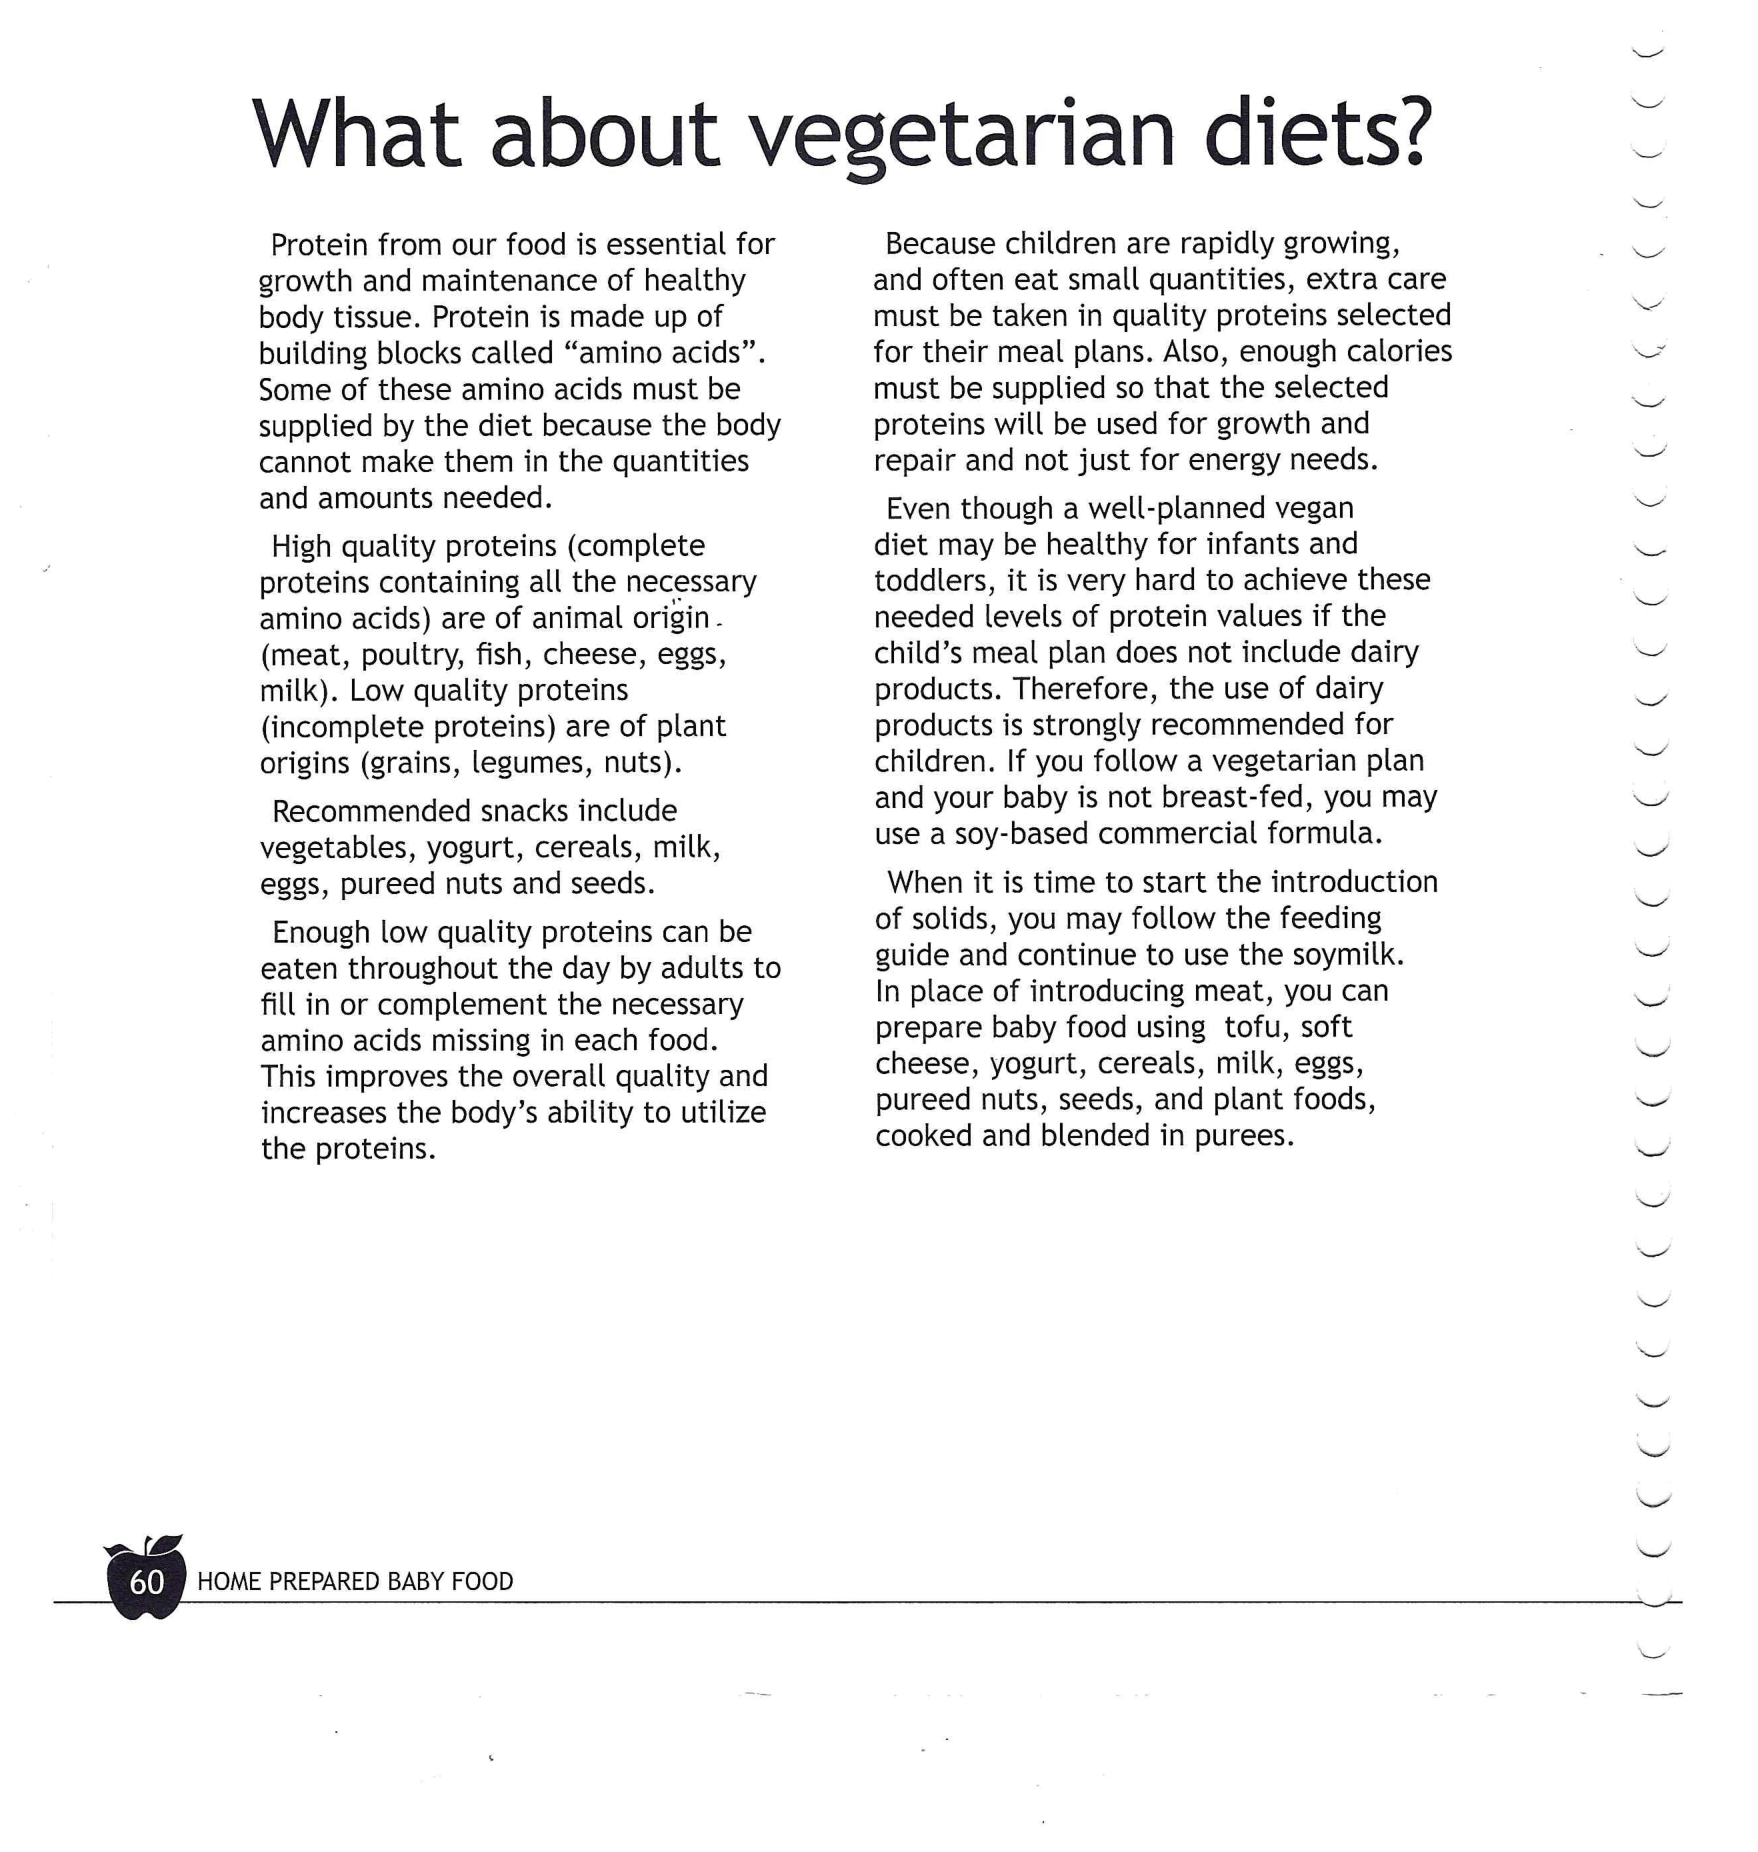 What about vegetarian diets?
Protein from our food is essential for
growth and maintenance of healthy
body tissue. Protein is made up of
building blocks called “amino acids”.
Some of these amino acids must be
supplied by the diet because the body
cannot make them in the quantities
and amounts needed.
High quality proteins (complete
proteins containing all the necessary
amino acids) are of animal origin
(meat, poultry, fish, cheese, eggs,
milk). Low quality proteins
(incomplete proteins) are of plant
origins (grains, legumes, nuts).
Recommended snacks include
vegetables, yogurt, cereals, milk,
eggs, pureed nuts and seeds.
Enough low quality proteins can be
eaten throughout the day by adults to
fill in or complement the necessary
amino acids missing in each food.
This improves the overall quality and
increases the body’s ability to utilize
the proteins.
Because children are rapidly growing,
and often eat small quantities, extra care
must be taken in quality proteins selected
for their meal plans. Also, enough calories
must be supplied so that the selected
proteins will be used for growth and
repair and not just for energy needs.
Even though a well-planned vegan
diet may be healthy for infants and
toddlers, it is very hard to achieve these
needed levels of protein values if the
child’s meal plan does not include dairy
products. Therefore, the use of dairy
products is strongly recommended for
children. If you follow a vegetarian plan
and your baby is not breast-fed, you may
use a soy-based commercial formula.
When it is time to start the introduction
of solids, you may follow the feeding
guide and continue to use the soymilk.
In place of introducing meat, you can
prepare baby food using tofu, soft
cheese, yogurt, cereals, milk, eggs,
pureed nuts, seeds, and plant foods,
cooked and blended in purees.
60 HOME PREPARED BABY FOOD